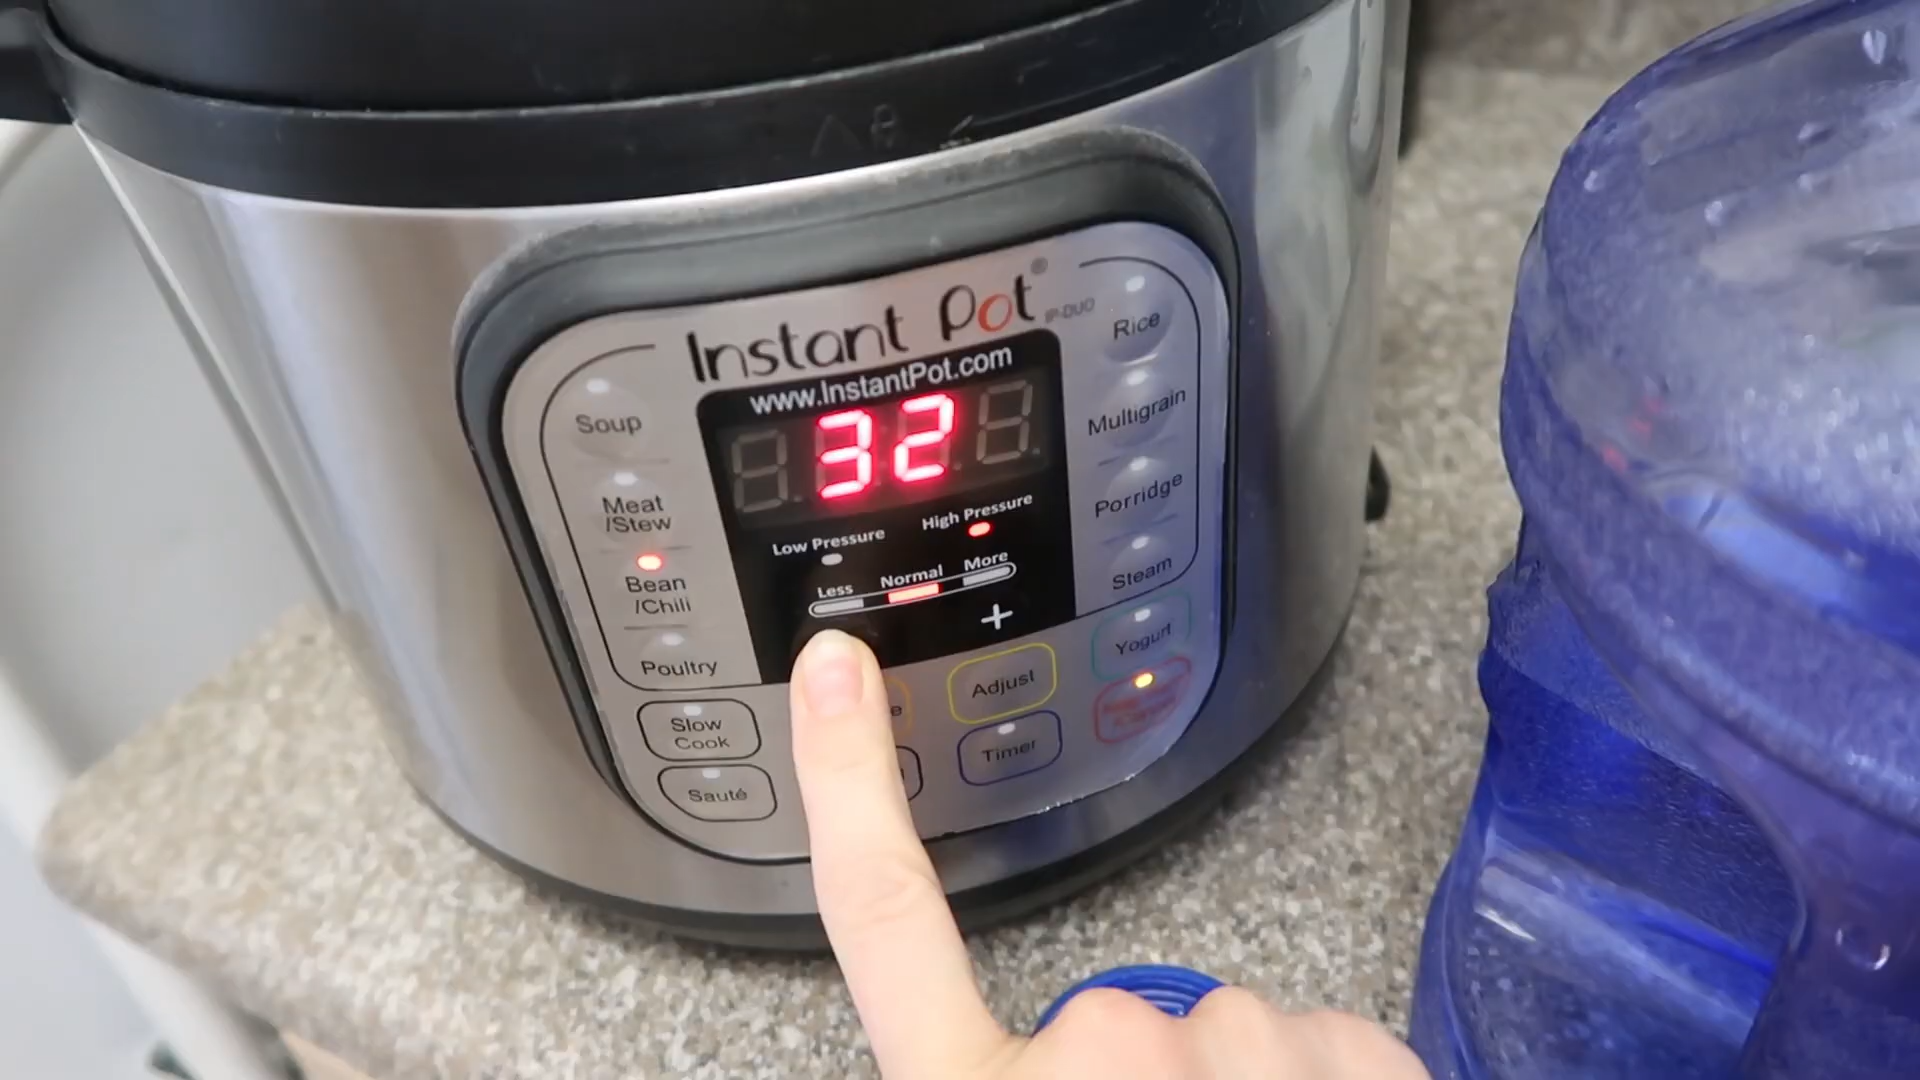 Instant Pot®
IP-DUO
www.InstantPot.com
32
Low Pressure
High Pressure
Less
Normal
More
+
Soup
Meat
/Stew
Bean
/Chili
Poultry
Slow
Cook
Sauté
Rice
Multigrain
Porridge
Steam
Yogurt
Adjust
Timer